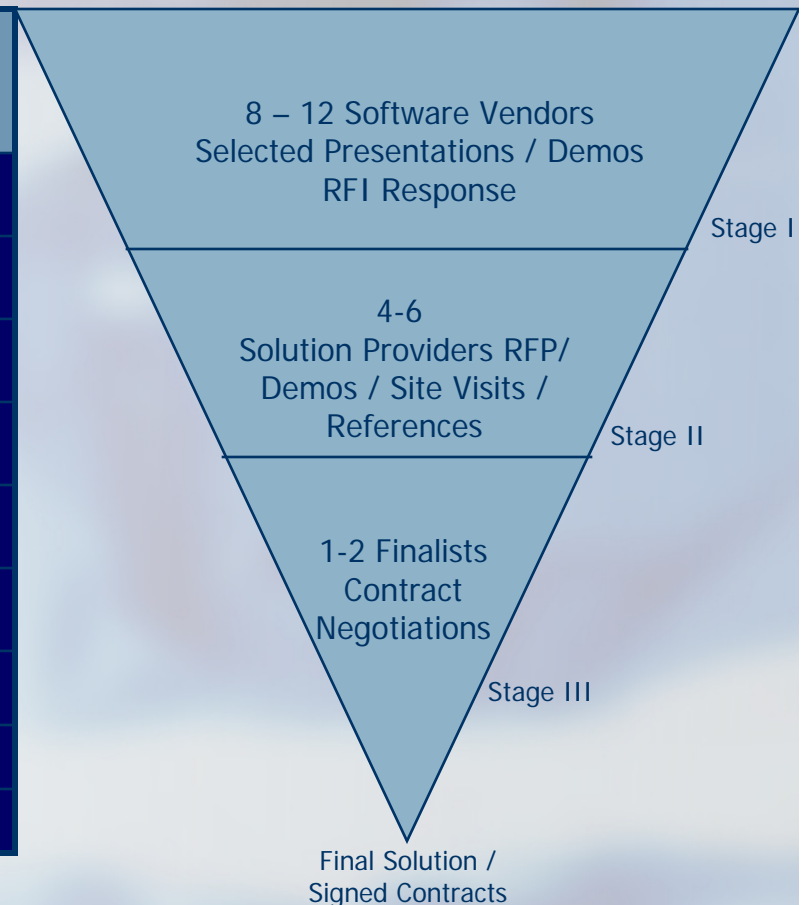 8 – 12 Software Vendors
Selected Presentations / Demos
RFI Response
Stage I
4-6
Solution Providers RFP/
Demos / Site Visits /
References
Stage II
1-2 Finalists
Contract
Negotiations
Stage III
Final Solution /
Signed Contracts